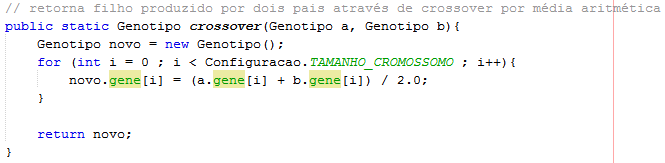 // retorna filho produzido por dois pais através de crossover por média aritmética
public static Genotipo crossover(Genotipo a, Genotipo b){
    Genotipo novo = new Genotipo();
    for (int i = 0 ; i < Configuracao.TAMANHO_CROMOSSOMO ; i++){
        novo.gene[i] = (a.gene[i] + b.gene[i]) / 2.0;
    }

    return novo;
}